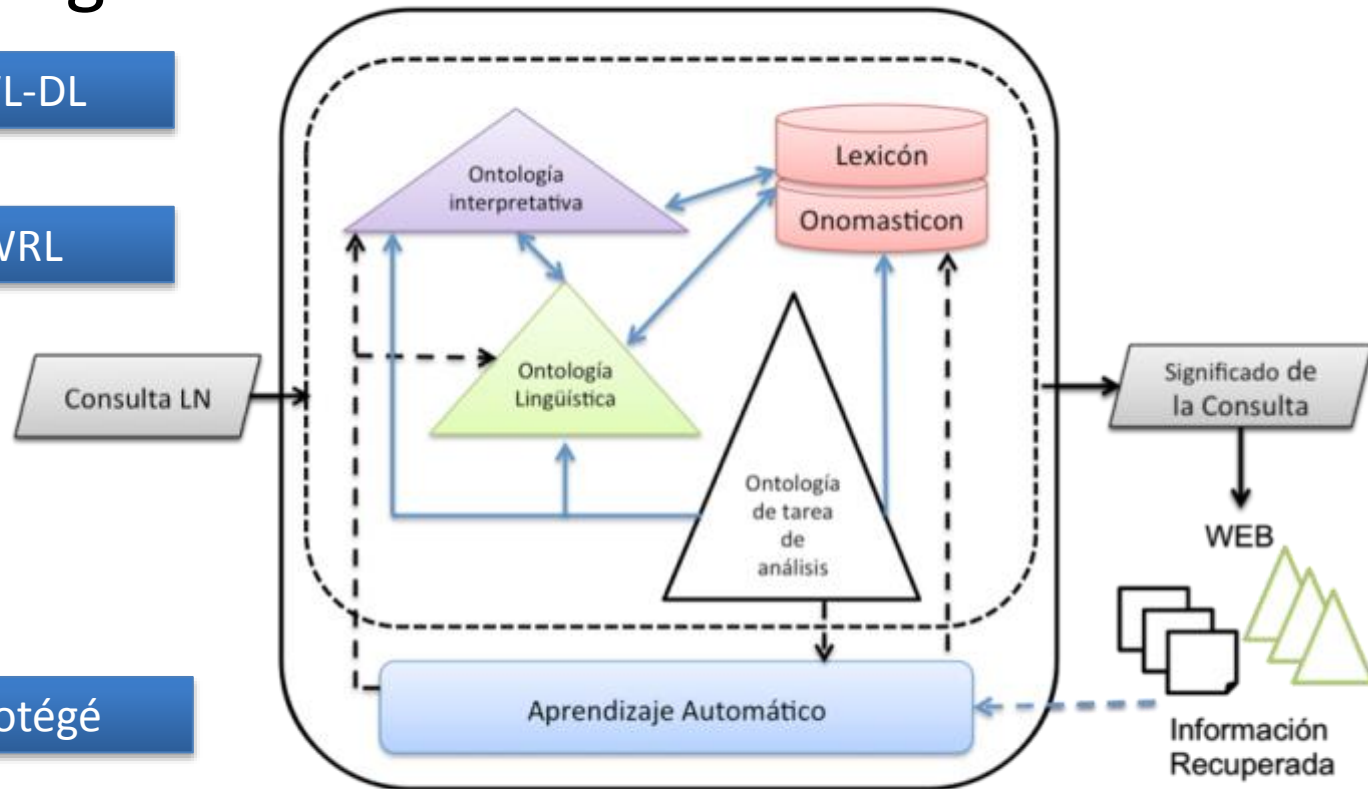 g
L-DL
WRL
otégé
Consulta LN
Ontología
interpretativa
Lexicón
Onomasticon
Ontología
Lingüística
Ontología
de tarea
de
análisis
Aprendizaje Automático
Significado de
la Consulta
WEB
Información
Recuperada